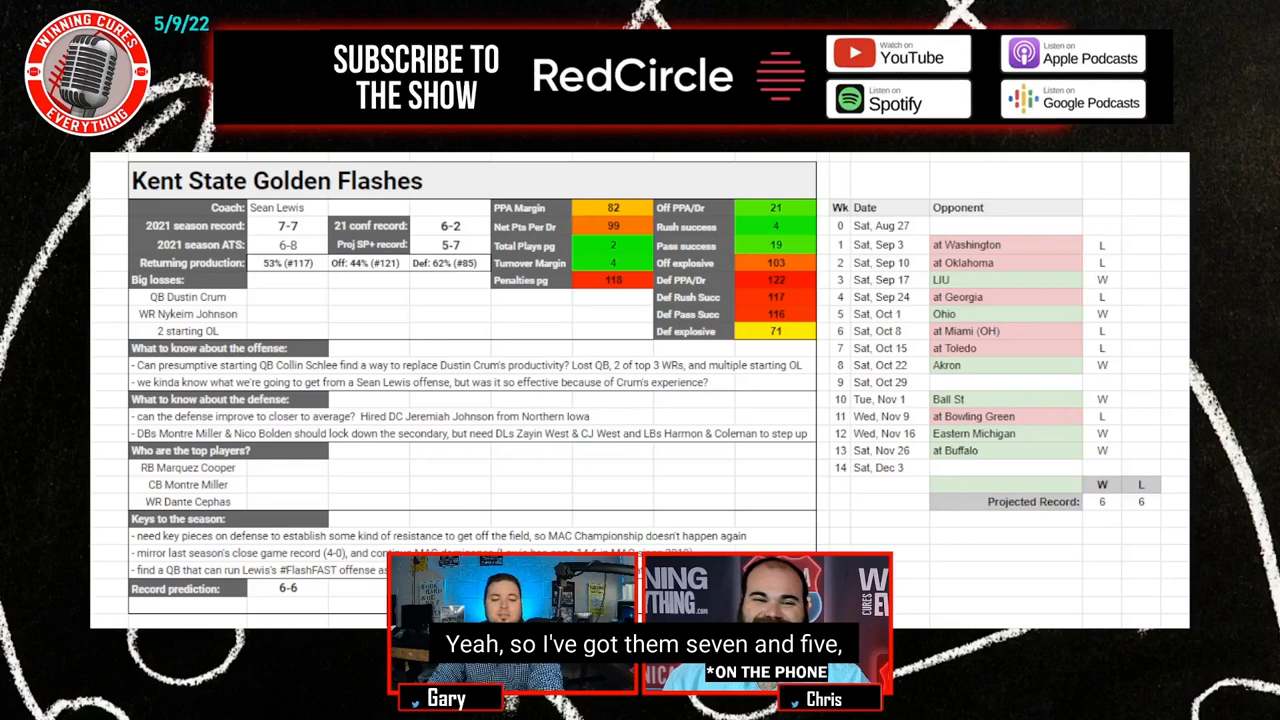 5/9/22
WINNING CURES
EVERYTHING
SUBSCRIBE TO
THE SHOW
RedCircle
Watch on
YouTube
Listen on
Spotify
Listen on
Apple Podcasts
Listen on
Google Podcasts
Kent State Golden Flashes
Coach: Sean Lewis
2021 season record: 7-7 21 conf record: 6-2
2021 season ATS: 6-8 Proj SP+ record: 5-7
Returning production: 53% (#117) Off: 44% (#121) Def: 62% (#85)
Big losses:
QB Dustin Crum
WR Nykeim Johnson
2 starting OL
PPA Margin 82 Off PPA/Dr 21
Net Pts Per Dr 99 Rush success 4
Total Plays pg 2 Pass success 19
Turnover Margin 4 Off explosive 103
Penalties pg 118 Def PPA/Dr 122
Def Rush Succ 117
Def Pass Succ 116
Def explosive 71
What to know about the offense:
- Can presumptive starting QB Collin Schlee find a way to replace Dustin Crum's productivity? Lost QB, 2 of top 3 WRs, and multiple starting OL
- we kinda know what we're going to get from a Sean Lewis offense, but was it so effective because of Crum's experience?
What to know about the defense:
- can the defense improve to closer to average? Hired DC Jeremiah Johnson from Northern Iowa
- DBs Montre Miller & Nico Bolden should lock down the secondary, but need DLs Zayin West & CJ West and LBs Harmon & Coleman to step up
Who are the top players?
RB Marquez Cooper
CB Montre Miller
WR Dante Cephas
Keys to the season:
- need key pieces on defense to establish some kind of resistance to get off the field, so MAC Championship doesn't happen again
- mirror last season's close game record (4-0), and
- find a QB that can run Lewis's #FlashFAST offense as
Record prediction: 6-6
Wk Date Opponent
0 Sat, Aug 27
1 Sat, Sep 3 at Washington L
2 Sat, Sep 10 at Oklahoma L
3 Sat, Sep 17 LIU W
4 Sat, Sep 24 at Georgia L
5 Sat, Oct 1 Ohio W
6 Sat, Oct 8 at Miami (OH) L
7 Sat, Oct 15 at Toledo L
8 Sat, Oct 22 Akron W
9 Sat, Oct 29
10 Tue, Nov 1 Ball St W
11 Wed, Nov 9 at Bowling Green L
12 Wed, Nov 16 Eastern Michigan W
13 Sat, Nov 26 at Buffalo W
14 Sat, Dec 3
W L
Projected Record: 6 6
Yeah, so I've got them seven and five,
*ON THE PHONE
Gary
Chris